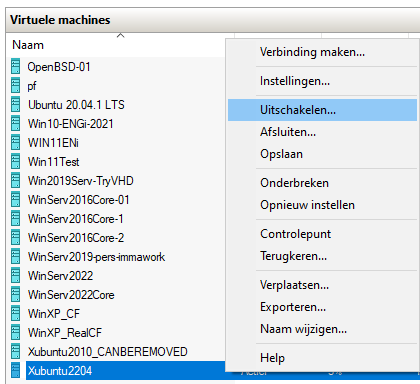 Virtuele machines
Naam
OpenBSD-01
pf
Ubuntu 20.04.1 LTS
Win10-ENGi-2021
WIN11ENi
Win11Test
Win2019Serv-TryVHD
WinServ2016Core-01
WinServ2016Core-1
WinServ2016Core-2
WinServ2019-pers-immawork
WinServ2022
WinServ2022Core
WinXP_CF
WinXP_RealCF
Xubuntu2010_CANBEREMOVED
Xubuntu2204
Verbinding maken...
Instellingen...
Uitschakelen...
Afsluiten...
Opslaan
Onderbreken
Opnieuw instellen
Controlepunt
Terugkeren...
Verplaatsen...
Exporteren...
Naam wijzigen...
Help